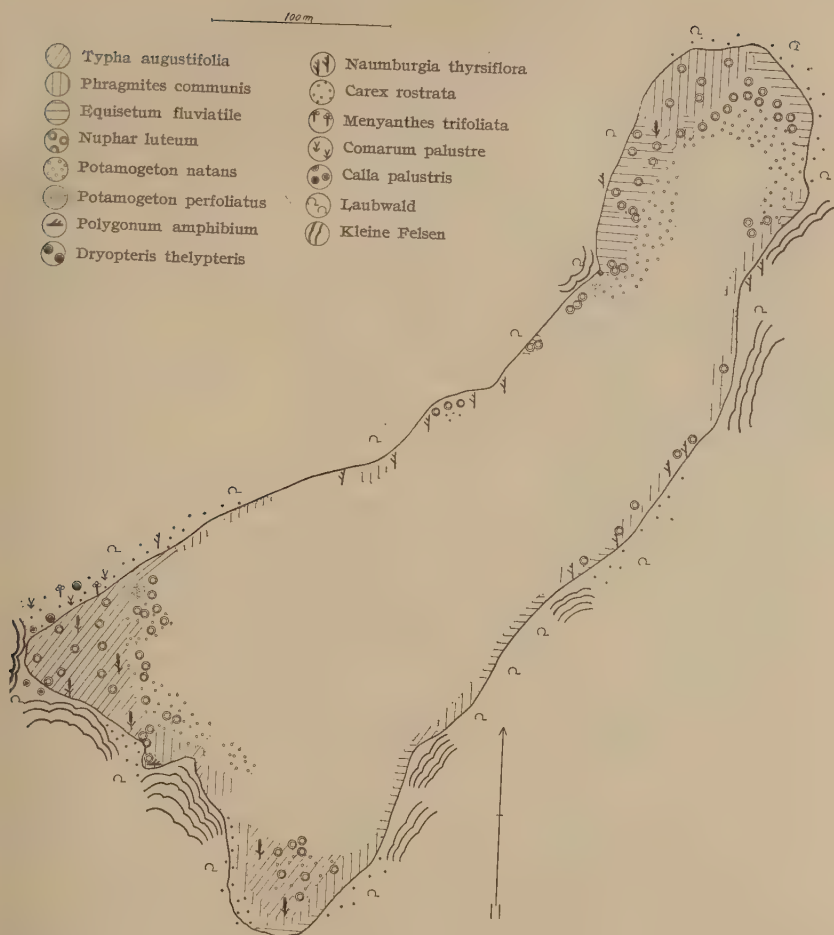 100m
Typha augustifolia
Phragmites communis
Equisetum fluviatile
Nuphar luteum
Potamogeton natans
Potamogeton perfoliatus
Polygonum amphibium
Dryopteris thelypteris
Naumburgia thyrsiflora
Carex rostrata
Menyanthes trifoliata
Comarum palustre
Calla palustris
Laubwald
Kleine Felsen